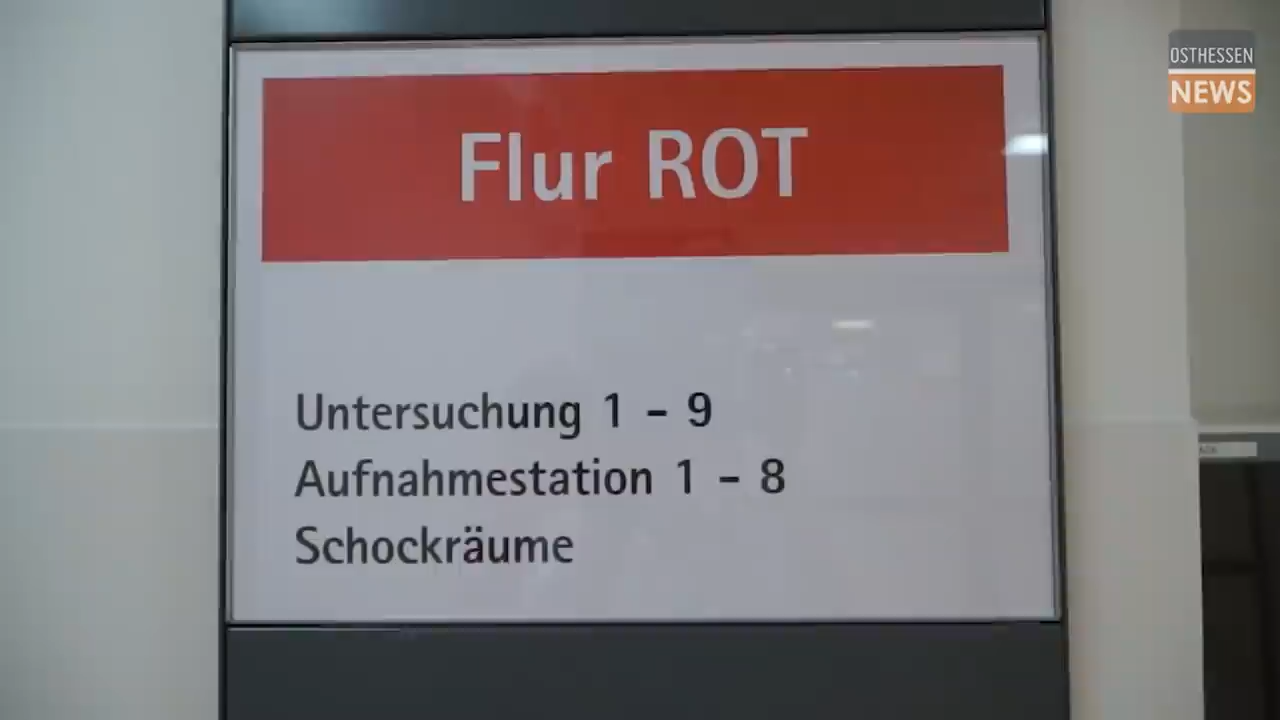 OSTHESSEN
NEWS
Flur ROT
Untersuchung 1 – 9
Aufnahmestation 1 – 8
Schockräume